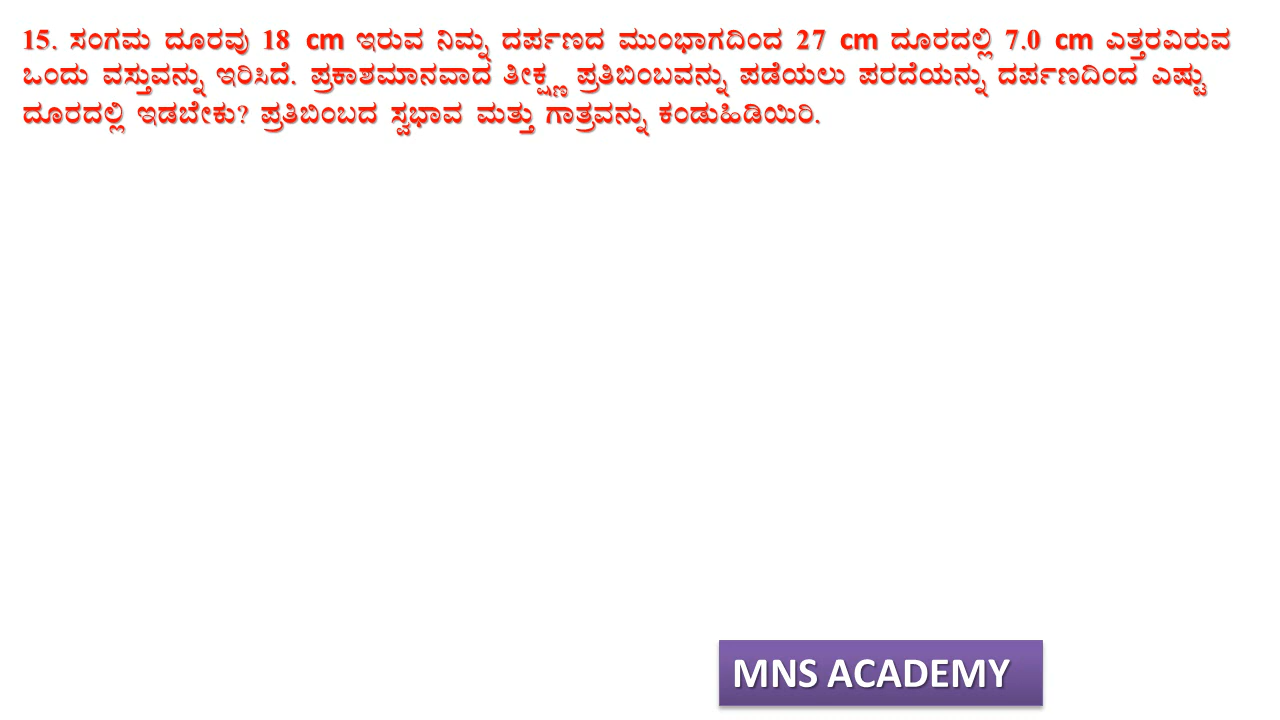 15. ಸಂಗಮ ದೂರವು 18 cm ಇರುವ ನಿಮ್ನ ದರ್ಪಣದ ಮುಂಭಾಗದಿಂದ 27 cm ದೂರದಲ್ಲಿ 7.0 cm ಎತ್ತರವಿರುವ
ಒಂದು ವಸ್ತುವನ್ನು ಇರಿಸಿದೆ. ಪ್ರಕಾಶಮಾನವಾದ ತೀಕ್ಷ್ಣ ಪ್ರತಿಬಿಂಬವನ್ನು ಪಡೆಯಲು ಪರದೆಯನ್ನು ದರ್ಪಣದಿಂದ ಎಷ್ಟು
ದೂರದಲ್ಲಿ ಇಡಬೇಕು? ಪ್ರತಿಬಿಂಬದ ಸ್ವಭಾವ ಮತ್ತು ಗಾತ್ರವನ್ನು ಕಂಡುಹಿಡಿಯಿರಿ.
MNS ACADEMY